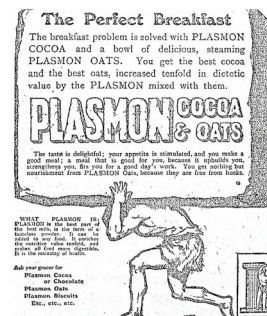 The Perfect Breakfast
The breakfast problem is solved with PLASMON
COCOA and a bowl of delicious, steaming
PLASMON OATS. You get the best cocoa
and the best oats, increased tenfold in dietetic
value by the PLASMON mixed with them.
PLASMON COCOA
& OATS
The taste is delightful; your appetite is stimulated, and you make a
good meal; a meal that is good for you, because it upbuilds you,
strengthens you, fits you for a good day's work. You get nothing but
nourishment from PLASMON Oats, because they are free from husks.
WHAT PLASMON IS:
PLASMON is the best part of
the best milk, in the form of a
tasteless powder. It can be
added to any food. It enriches
the nutritive value tenfold, and
makes all food more digestible.
It is the mainstay of health.
Ask your grocer for
Plasmon Cocoa
or Chocolate
Plasmon Oats
Plasmon Biscuits
Etc., etc., etc.